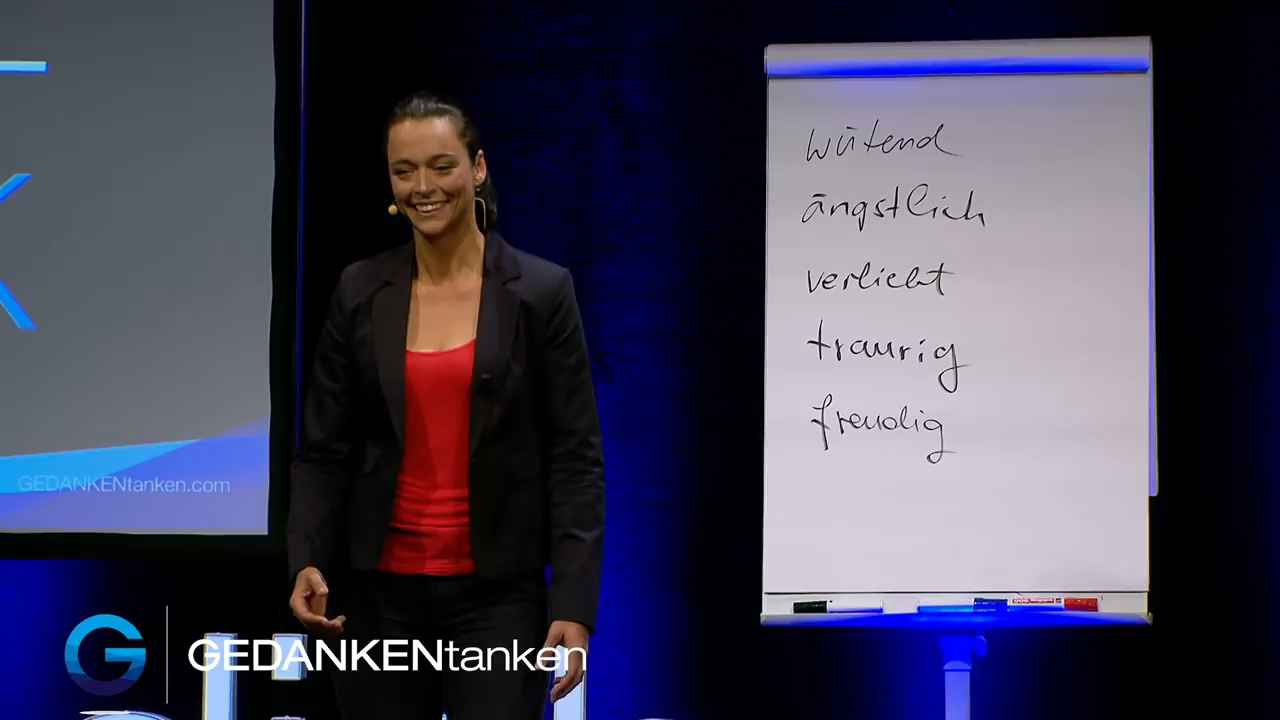 wütend
ängstlich
verliebt
traurig
freudig
GEDANKENtanken.com
GEDANKENtanken